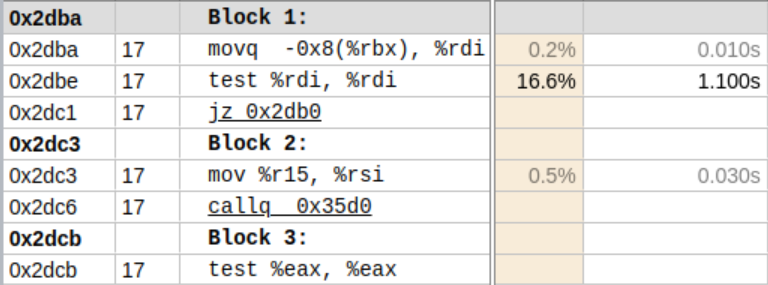 0x2dba Block 1:
0x2dba 17 movq -0x8(%rbx), %rdi 0.2% 0.010s
0x2dbe 17 test %rdi, %rdi 16.6% 1.100s
0x2dc1 17 jz 0x2db0
0x2dc3 Block 2:
0x2dc3 17 mov %r15, %rsi 0.5% 0.030s
0x2dc6 17 callq 0x35d0
0x2dcb Block 3:
0x2dcb 17 test %eax, %eax